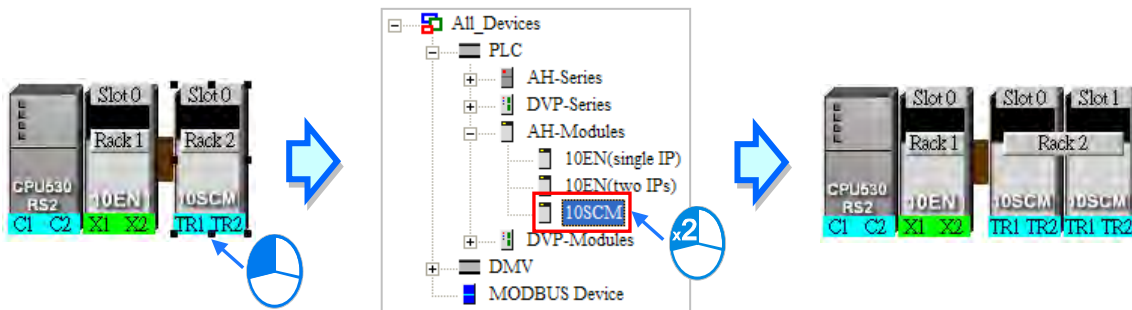 Slot 0 Slot 0
Rack 1 Rack 2
CPU530
RS2 10EN 10SCM
C1 C2 X1 X2 TR1 TR2
All_Devices
PLC
AH-Series
DVP-Series
AH-Modules
10EN(single IP)
10EN(two IPs)
10SCM
DVP-Modules
DMV
MODBUS Device
x2
Slot 0 Slot 0 Slot 1
Rack 1 Rack 2
CPU530
RS2 10EN 10SCM 10SCM
C1 C2 X1 X2 TR1 TR2 TR1 TR2